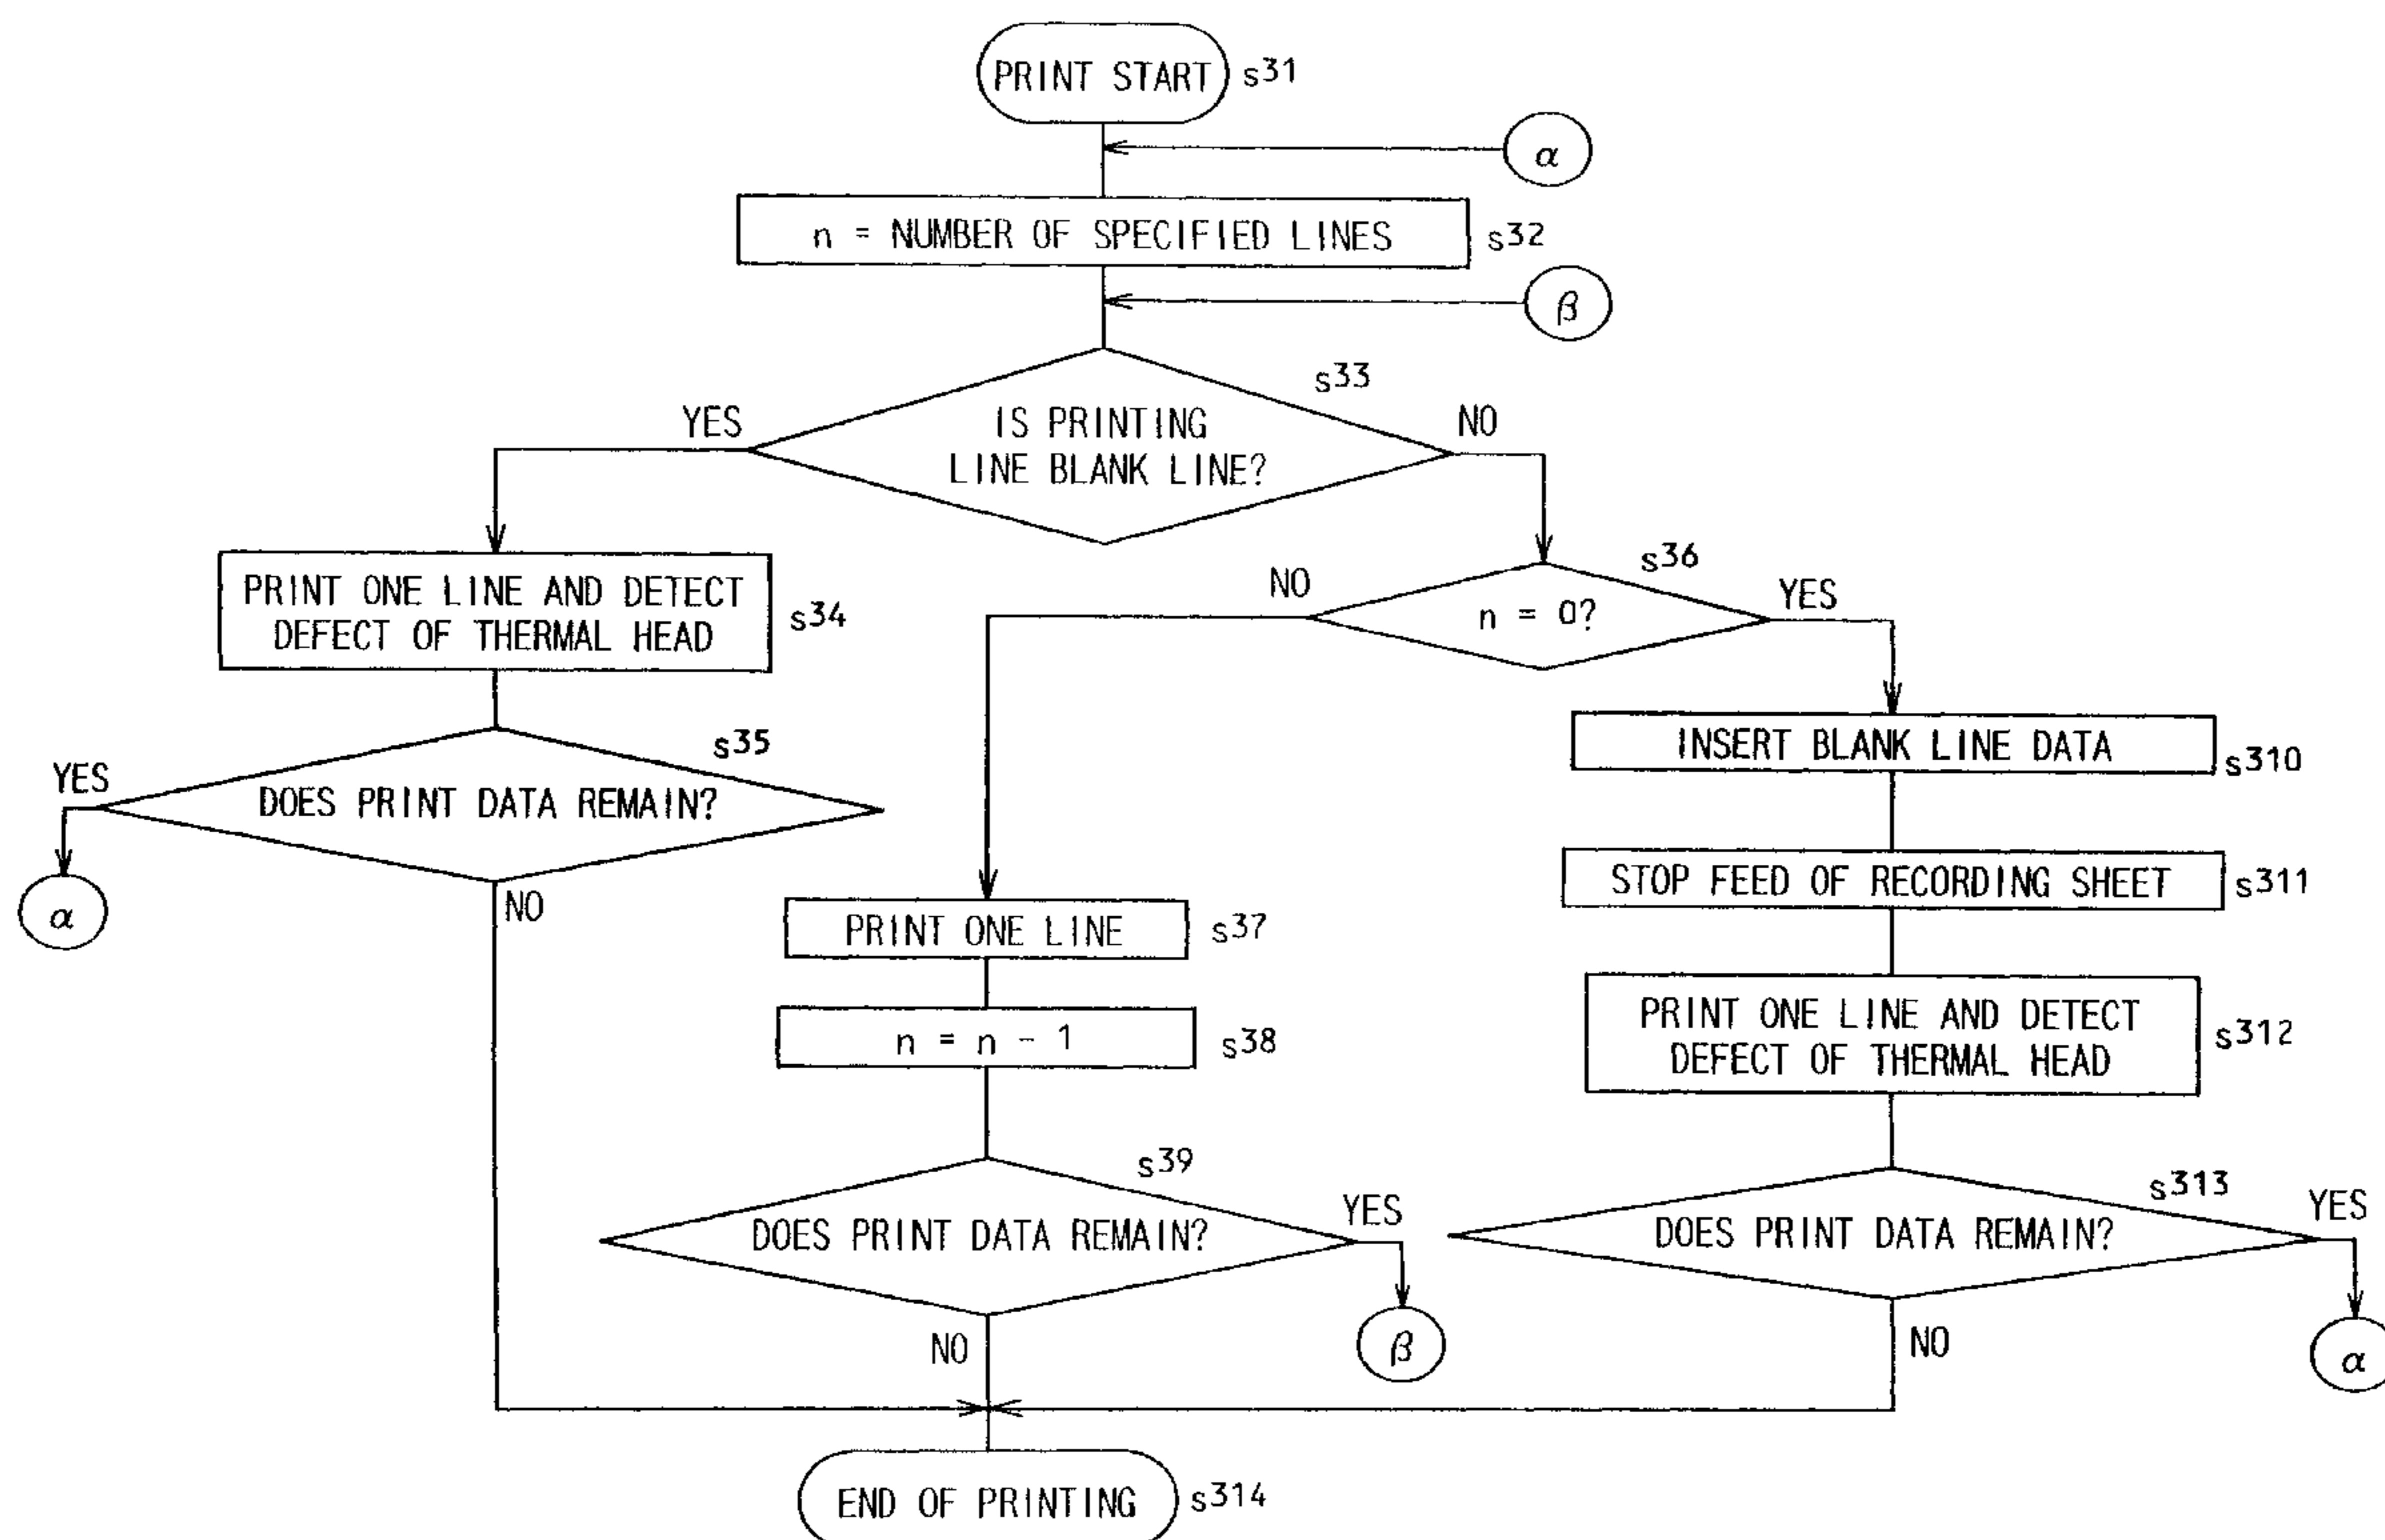 PRINT START s31
α
n = NUMBER OF SPECIFIED LINES s32
β
s33
YES
IS PRINTING
LINE BLANK LINE?
NO
PRINT ONE LINE AND DETECT
DEFECT OF THERMAL HEAD
s34
s35
YES
DOES PRINT DATA REMAIN?
α
NO
s36
NO
n = 0?
YES
PRINT ONE LINE s37
n = n - 1 s38
s39
DOES PRINT DATA REMAIN?
YES
β
NO
INSERT BLANK LINE DATA s310
STOP FEED OF RECORDING SHEET s311
PRINT ONE LINE AND DETECT
DEFECT OF THERMAL HEAD
s312
s313
DOES PRINT DATA REMAIN?
YES
α
NO
END OF PRINTING s314